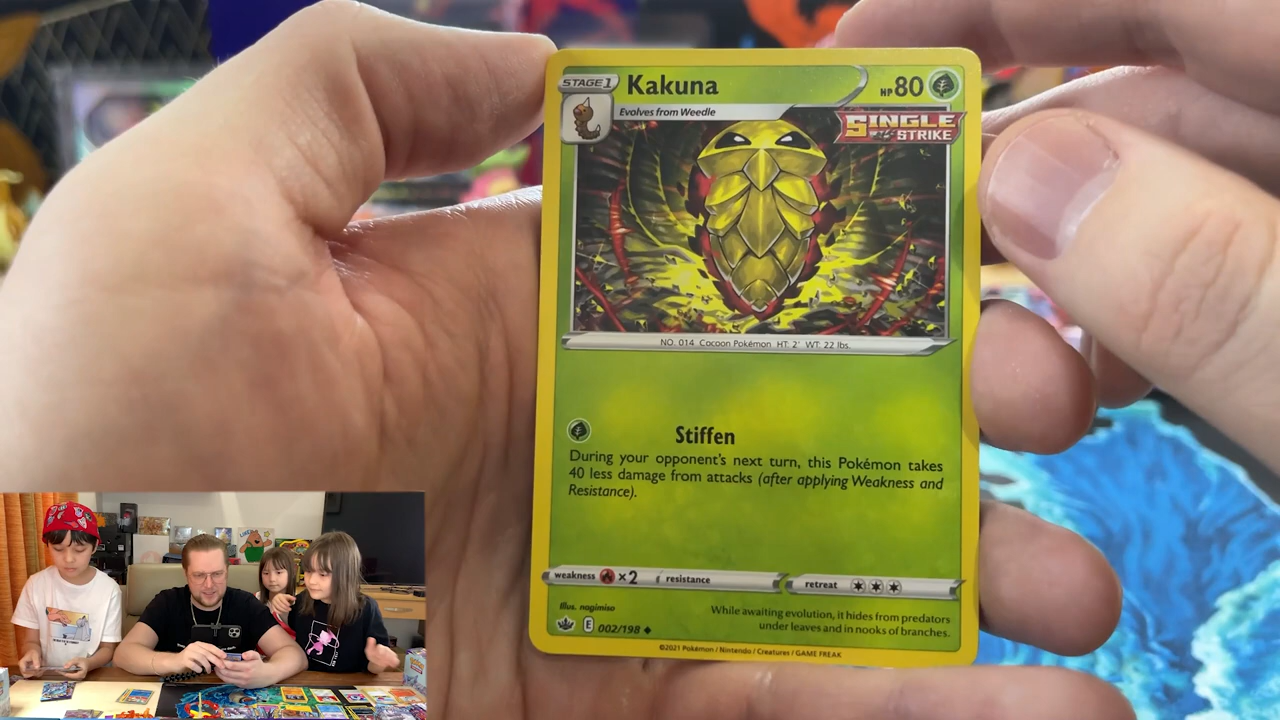 STAGE 1
Kakuna
HP 80
Evolves from Weedle
SINGLE
STRIKE
NO. 014 Cocoon Pokémon HT: 2' WT: 22 lbs.
Stiffen
During your opponent's next turn, this Pokémon takes
40 less damage from attacks (after applying Weakness and
Resistance).
weakness ×2 resistance retreat
Illus. nagimiso
E 002/198
While awaiting evolution, it hides from predators
under leaves and in nooks of branches.
©2021 Pokémon / Nintendo / Creatures / GAME FREAK